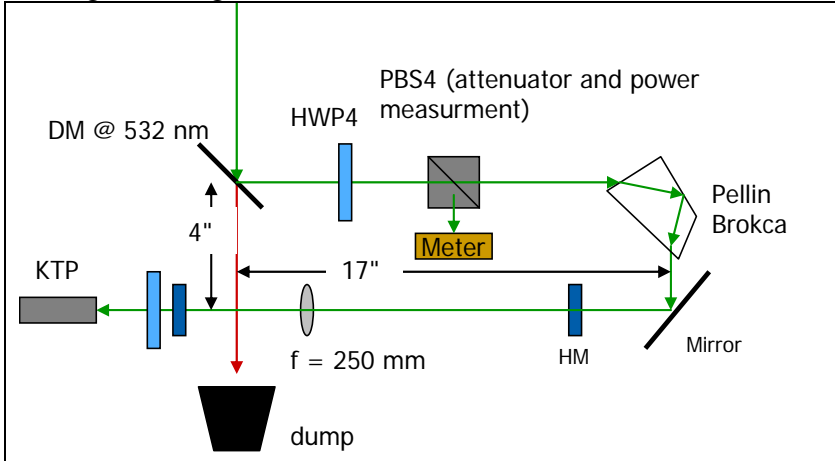 PBS4 (attenuator and power
measurment)
HWP4
DM @ 532 nm
Pellin
Brokca
4"
Meter
17"
KTP
Mirror
HM
f = 250 mm
dump